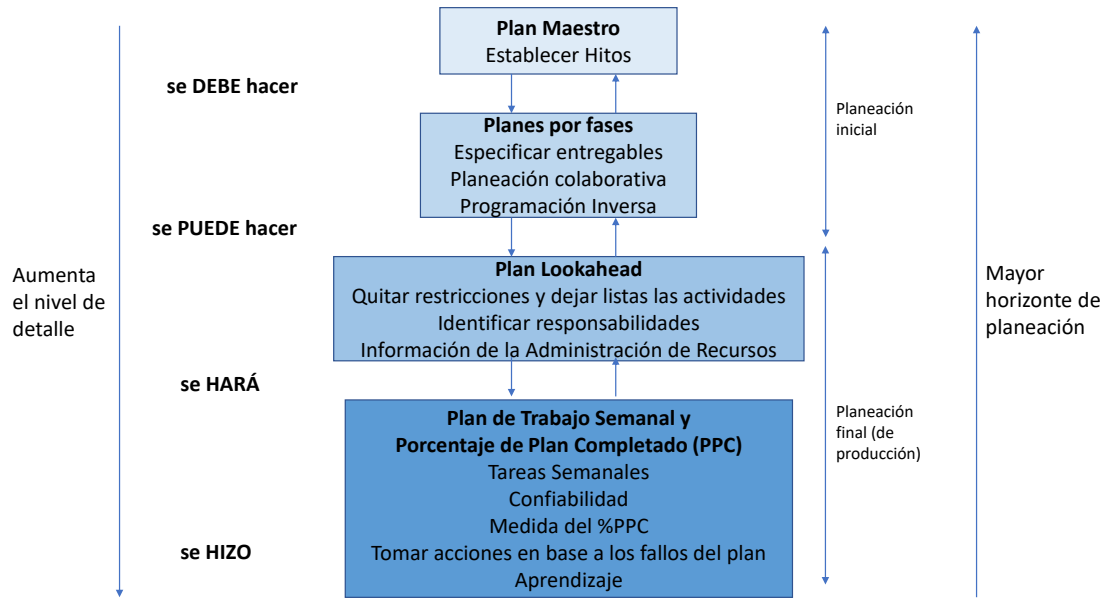 Plan Maestro
Establecer Hitos
se DEBE hacer
Planes por fases
Especificar entregables
Planeación colaborativa
Programación Inversa
Planeación
inicial
se PUEDE hacer
Aumenta
el nivel de
detalle
Plan Lookahead
Quitar restricciones y dejar listas las actividades
Identificar responsabilidades
Información de la Administración de Recursos
Mayor
horizonte de
planeación
se HARÁ
Plan de Trabajo Semanal y
Porcentaje de Plan Completado (PPC)
Tareas Semanales
Confiabilidad
Medida del %PPC
Tomar acciones en base a los fallos del plan
Aprendizaje
Planeación
final (de
producción)
se HIZO